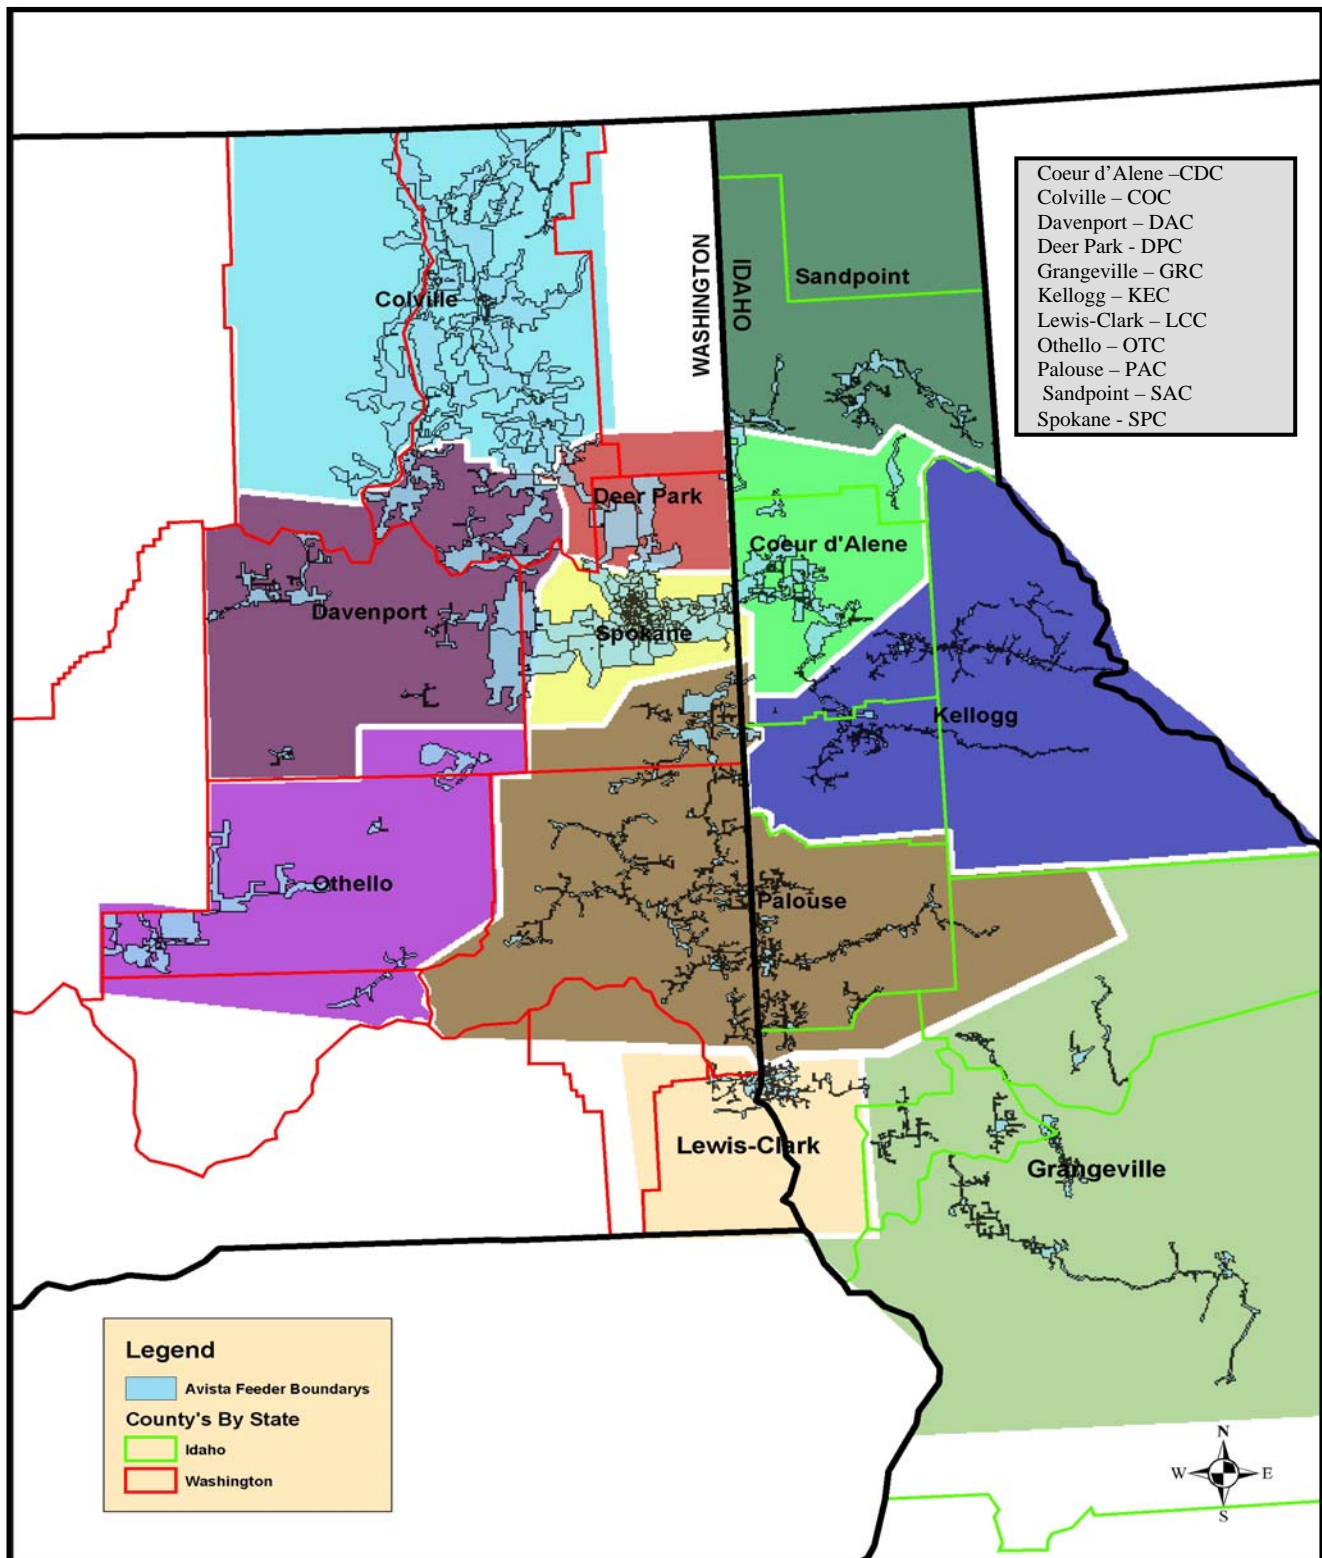 Coeur d’Alene –CDC
Colville – COC
Davenport – DAC
Deer Park - DPC
Grangeville – GRC
Kellogg – KEC
Lewis-Clark – LCC
Othello – OTC
Palouse – PAC
Sandpoint – SAC
Spokane - SPC
WASHINGTON
IDAHO
Sandpoint
Colville
Deer Park
Coeur d'Alene
Davenport
Spokane
Kellogg
Othello
Palouse
Lewis-Clark
Grangeville
Legend
Avista Feeder Boundarys
County's By State
Idaho
Washington
N
W E
S